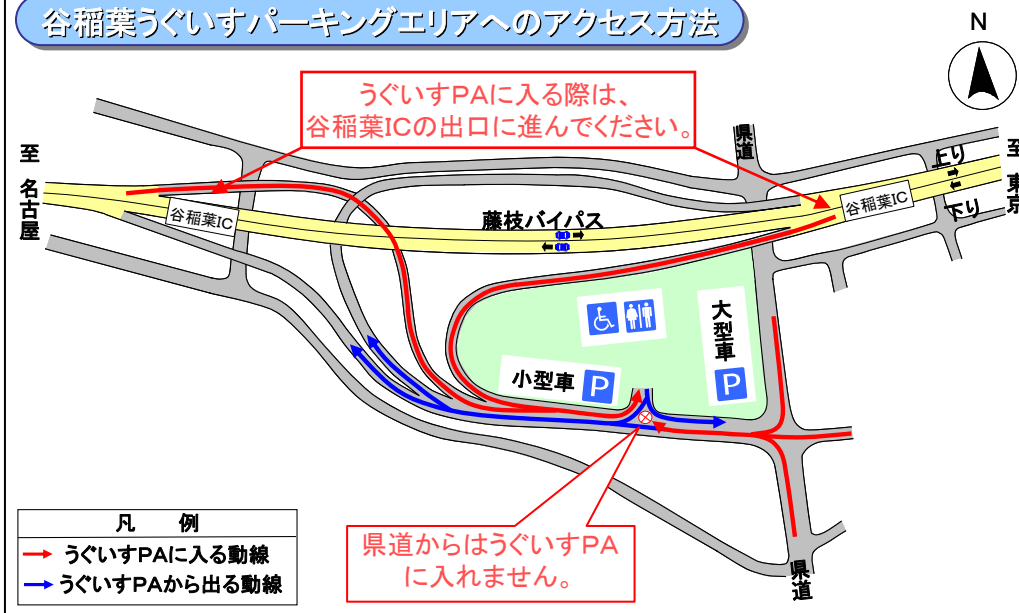 谷稲葉うぐいすパーキングエリアへのアクセス方法
N
うぐいすPAに入る際は、
谷稲葉ICの出口に進んでください。
県道
至
名古屋
至
東京
上り
下り
谷稲葉IC
谷稲葉IC
藤枝バイパス
大型車
P
小型車
P
県道からはうぐいすPA
に入れません。
県道
凡 例
うぐいすPAに入る動線
うぐいすPAから出る動線